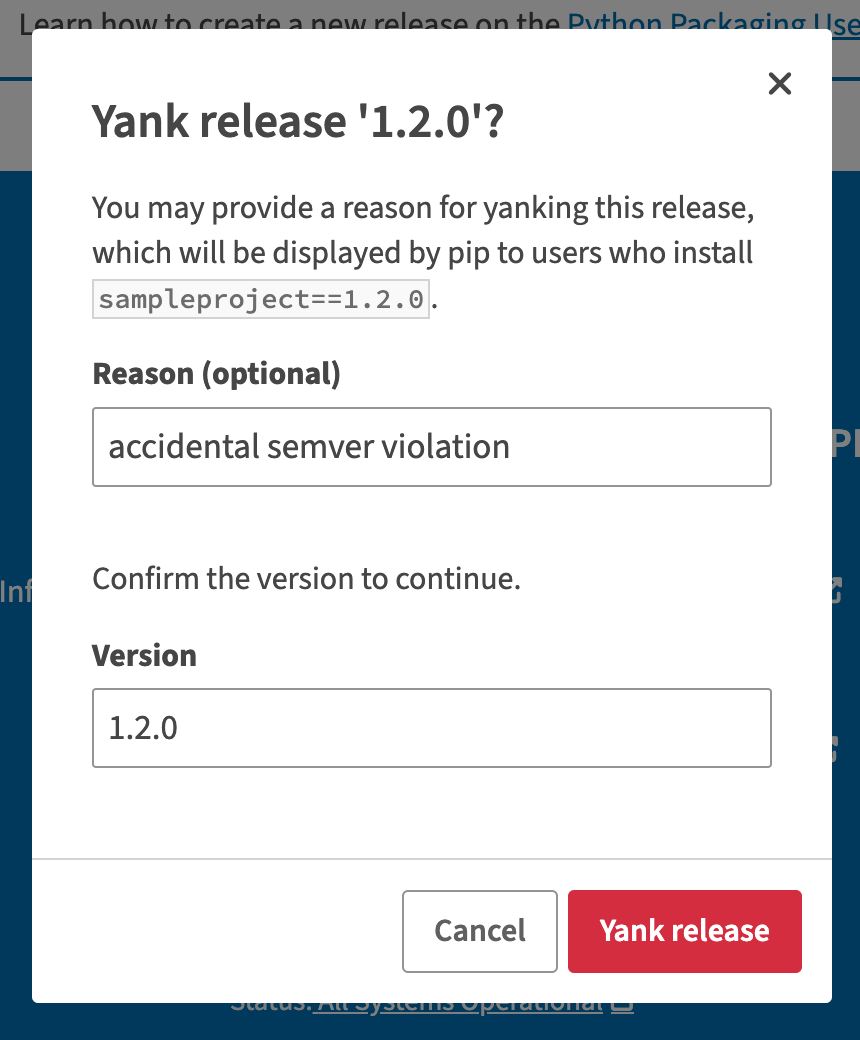 Learn how to create a new release on the Python Packaging Use
Yank release '1.2.0'?
You may provide a reason for yanking this release,
which will be displayed by pip to users who install
sampleproject==1.2.0.
Reason (optional)
accidental semver violation
Confirm the version to continue.
Inf
Version
1.2.0
Cancel
Yank release
Status: All Systems Operational